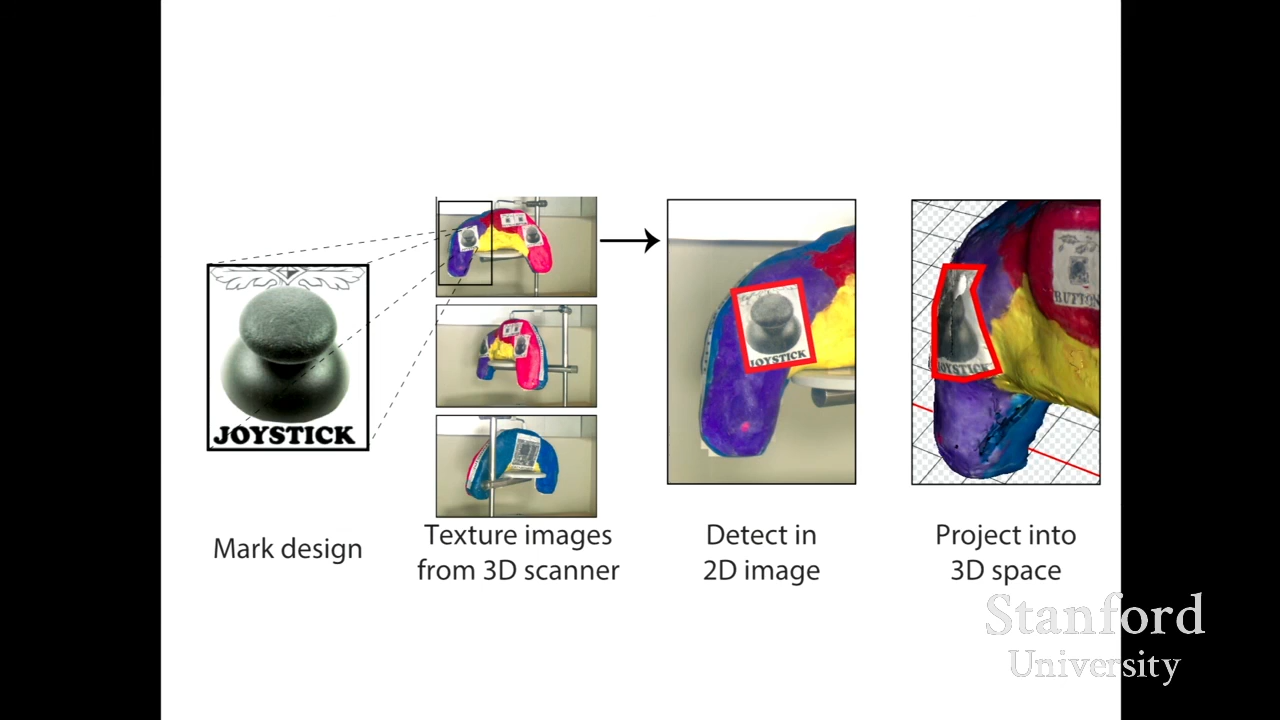 JOYSTICK
JOYSTICK
JOYSTICK
BUTTON
Mark design
Texture images
from 3D scanner
Detect in
2D image
Project into
3D space
Stanford
University